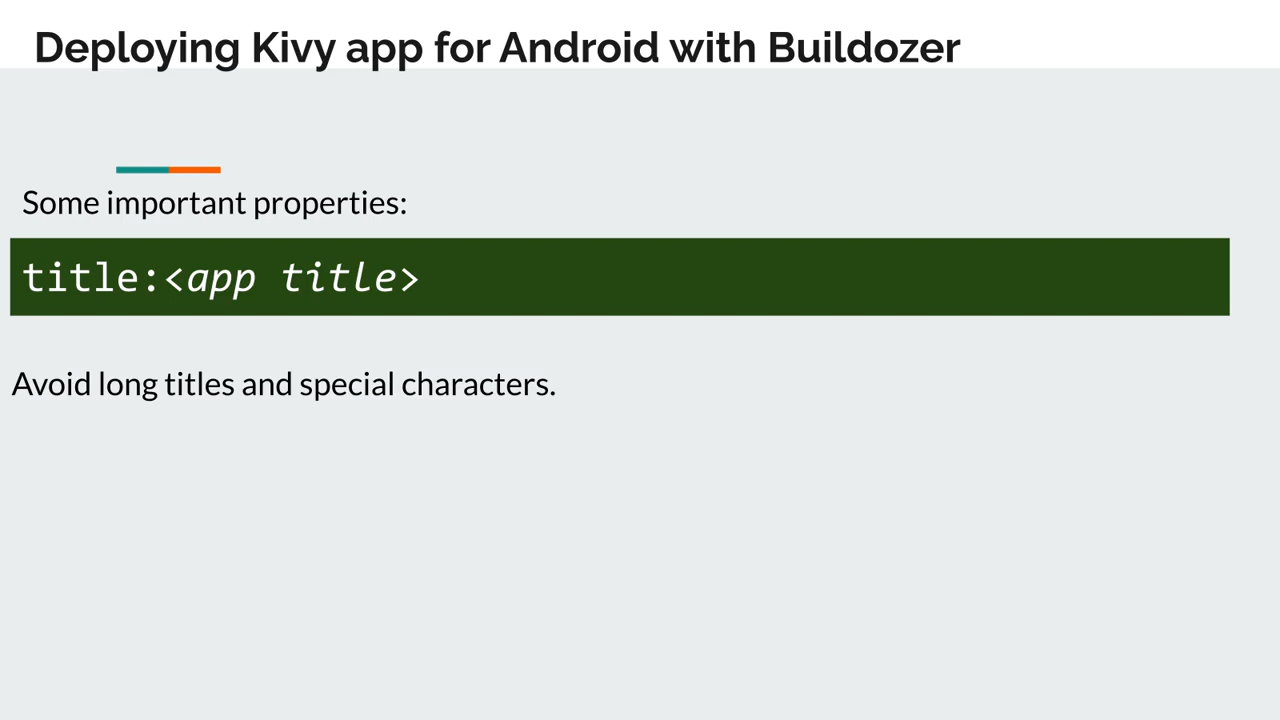 Deploying Kivy app for Android with Buildozer
Some important properties:
title:<app title>
Avoid long titles and special characters.